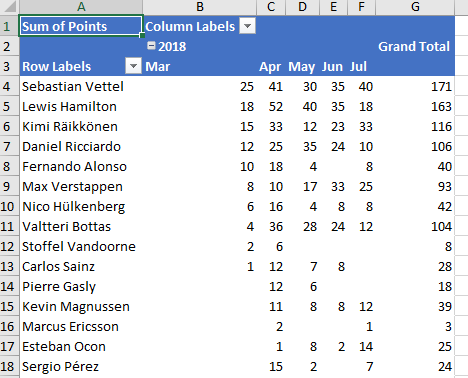 A B C D E F G
1 Sum of Points Column Labels
2 2018 Grand Total
3 Row Labels Mar Apr May Jun Jul
4 Sebastian Vettel 25 41 30 35 40 171
5 Lewis Hamilton 18 52 40 35 18 163
6 Kimi Räikkönen 15 33 12 23 33 116
7 Daniel Ricciardo 12 25 35 24 10 106
8 Fernando Alonso 10 18 4 8 40
9 Max Verstappen 8 10 17 33 25 93
10 Nico Hülkenberg 6 16 4 8 8 42
11 Valtteri Bottas 4 36 28 24 12 104
12 Stoffel Vandoorne 2 6 8
13 Carlos Sainz 1 12 7 8 28
14 Pierre Gasly 12 6 18
15 Kevin Magnussen 11 8 8 12 39
16 Marcus Ericsson 2 1 3
17 Esteban Ocon 1 8 2 14 25
18 Sergio Pérez 15 2 7 24